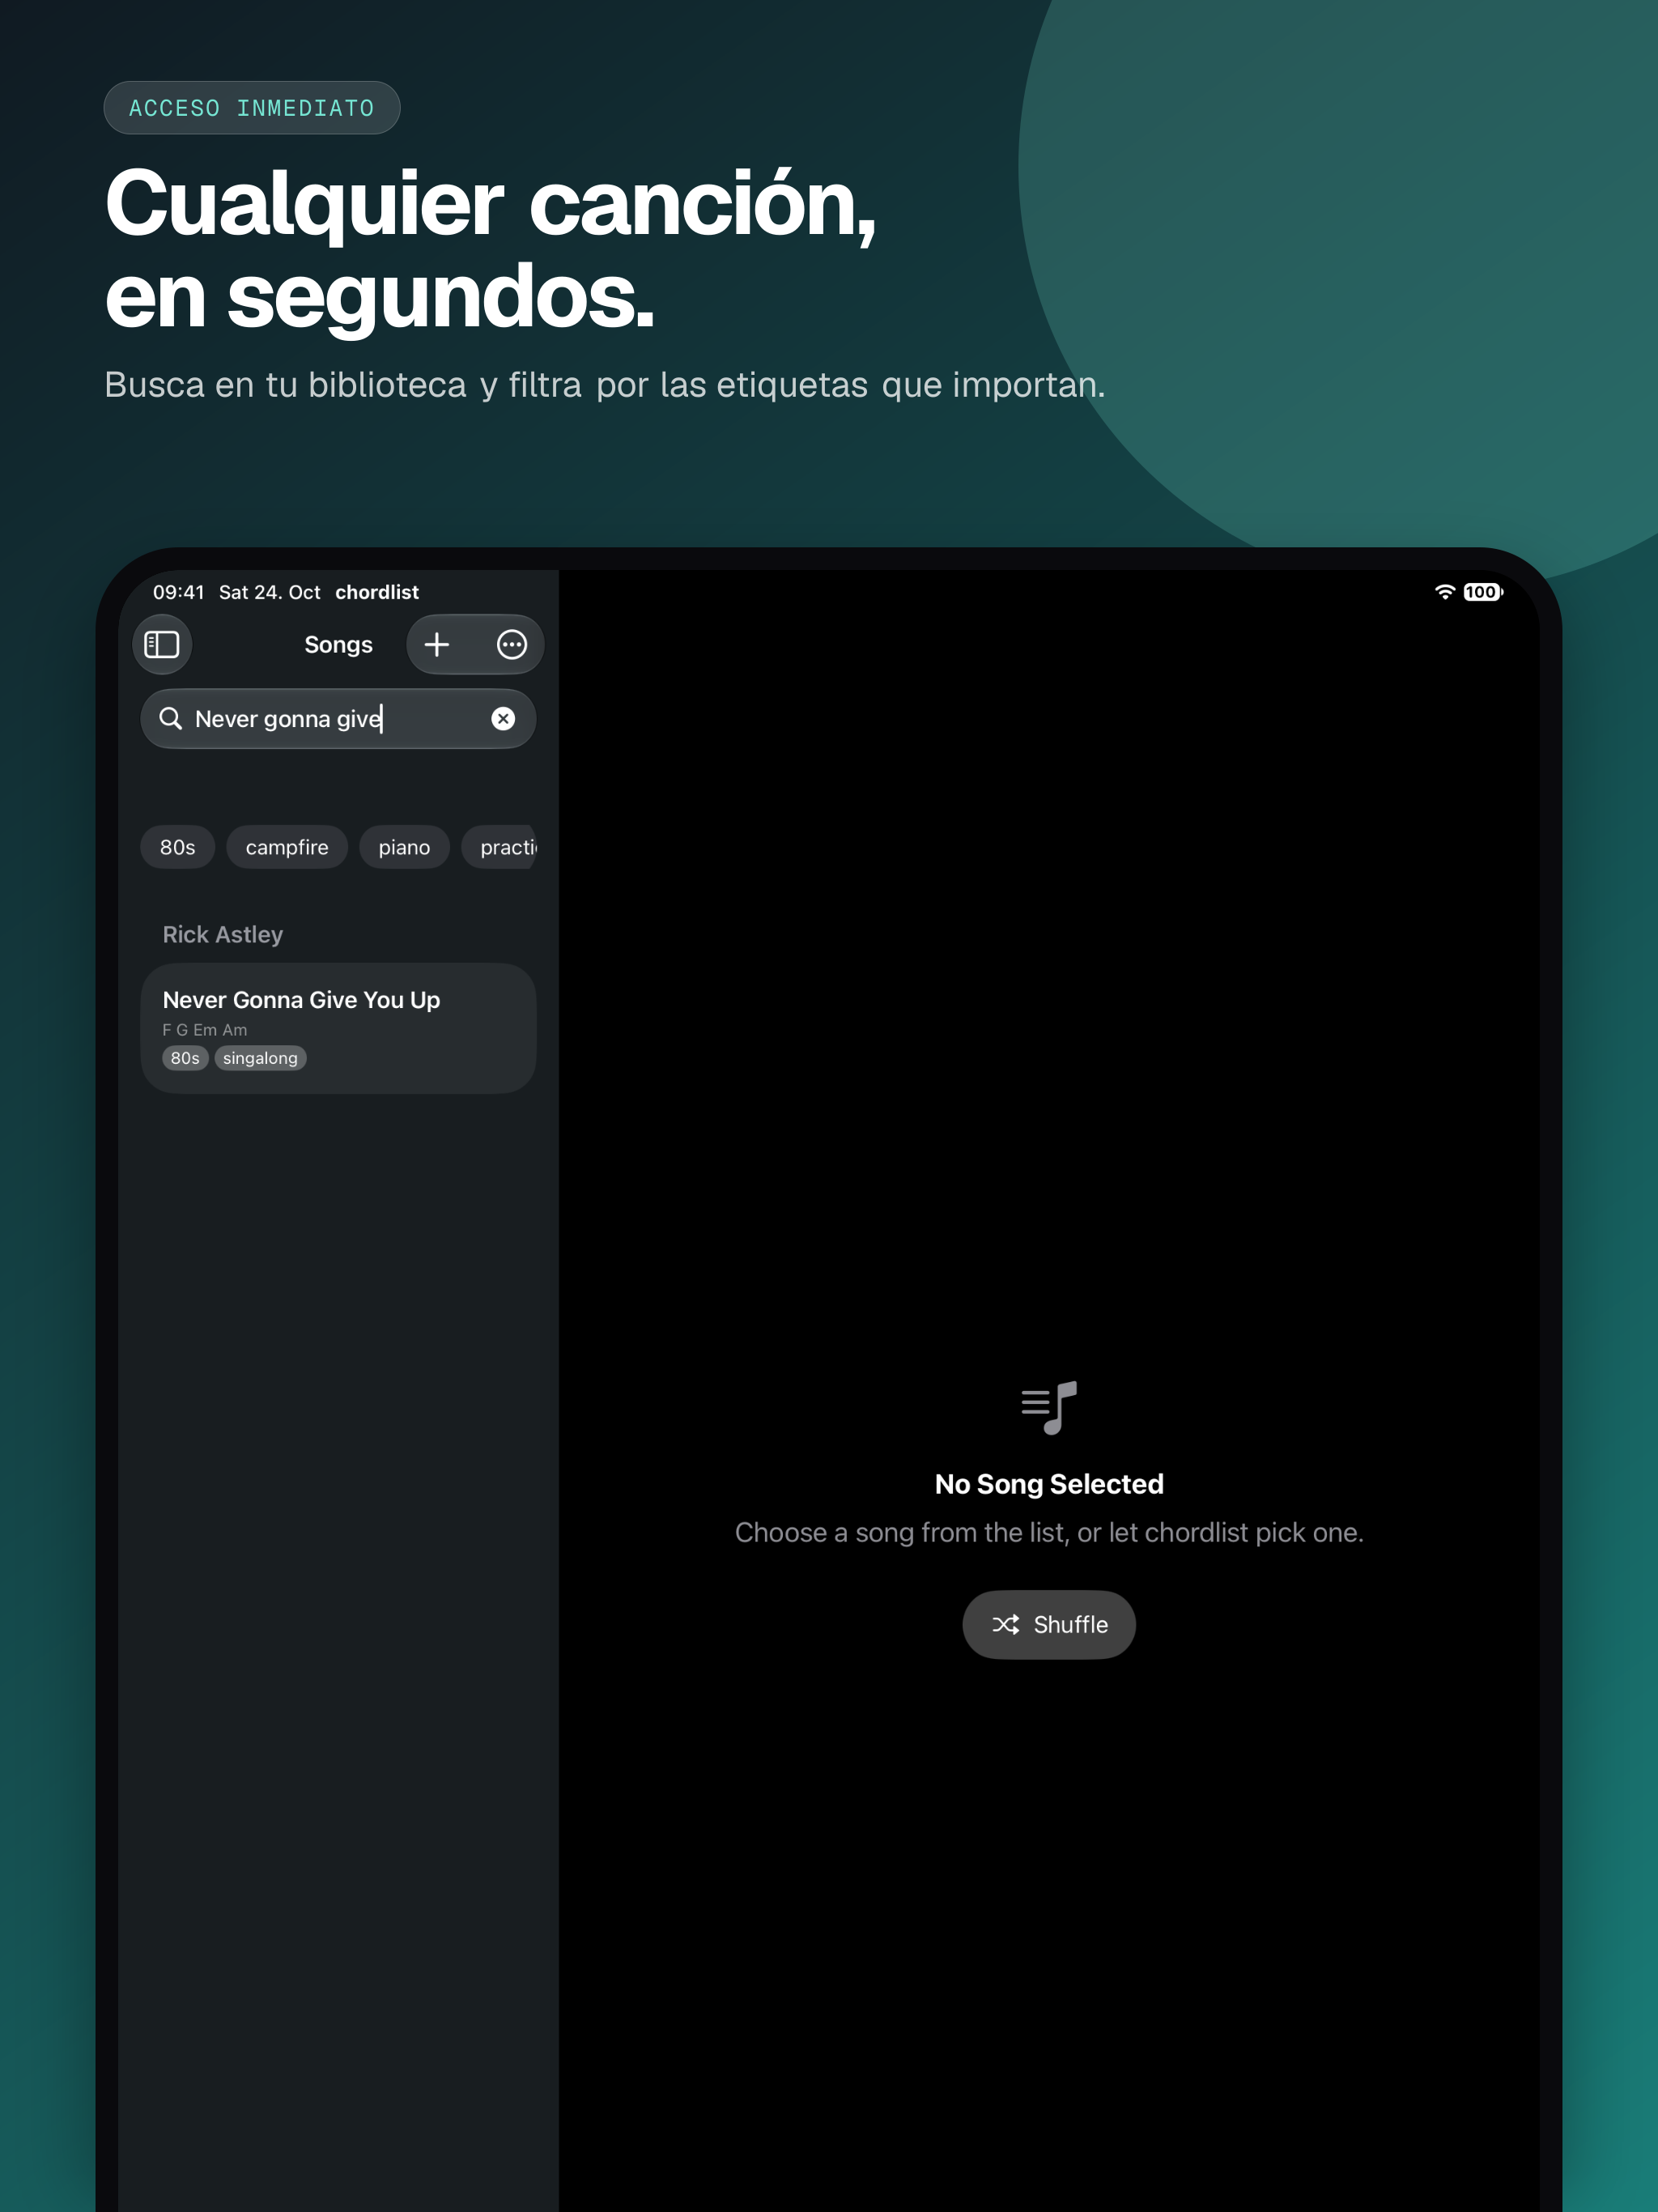 ACCESO INMEDIATO
Cualquier canción,
en segundos.
Busca en tu biblioteca y filtra por las etiquetas que importan.
09:41 Sat 24. Oct chordlist
100
Songs
Never gonna give
80s campfire piano practi
Rick Astley
Never Gonna Give You Up
F G Em Am
80s singalong
No Song Selected
Choose a song from the list, or let chordlist pick one.
Shuffle